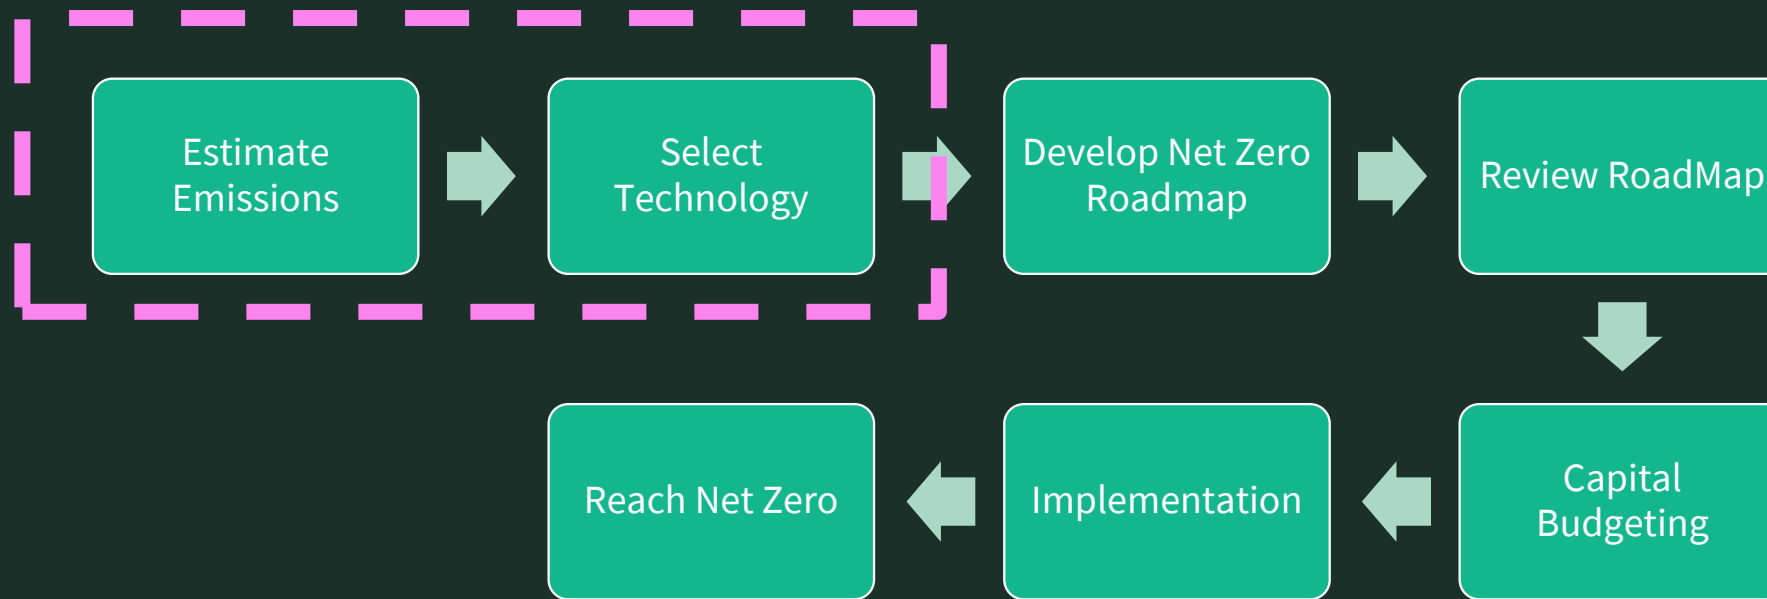 Estimate
Emissions
Select
Technology
Develop Net Zero
Roadmap
Review RoadMap
Capital
Budgeting
Implementation
Reach Net Zero